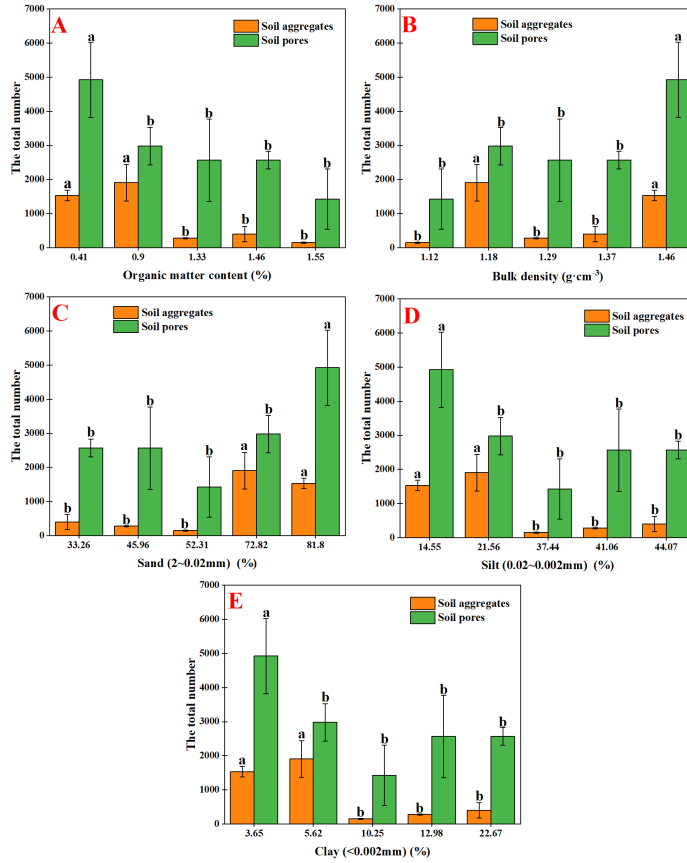 A
Soil aggregates
Soil pores
The total number
7000
6000
5000
4000
3000
2000
1000
0
a a
a b
b b
b b
b b
0.41 0.9 1.33 1.46 1.55
Organic matter content (%)
B
Soil aggregates
Soil pores
The total number
7000
6000
5000
4000
3000
2000
1000
0
b b
a b
b b
b b
a a
1.12 1.18 1.29 1.37 1.46
Bulk density (g·cm⁻³)
C
Soil aggregates
Soil pores
The total number
7000
6000
5000
4000
3000
2000
1000
0
b b
b b
b b
a b
a a
33.26 45.96 52.31 72.82 81.8
Sand (2~0.02mm) (%)
D
Soil aggregates
Soil pores
The total number
7000
6000
5000
4000
3000
2000
1000
0
a a
a b
b b
b b
b b
14.55 21.56 37.44 41.06 44.07
Silt (0.02~0.002mm) (%)
E
Soil aggregates
Soil pores
The total number
7000
6000
5000
4000
3000
2000
1000
0
a a
a b
b b
b b
b b
3.65 5.62 10.25 12.98 22.67
Clay (<0.002mm) (%)